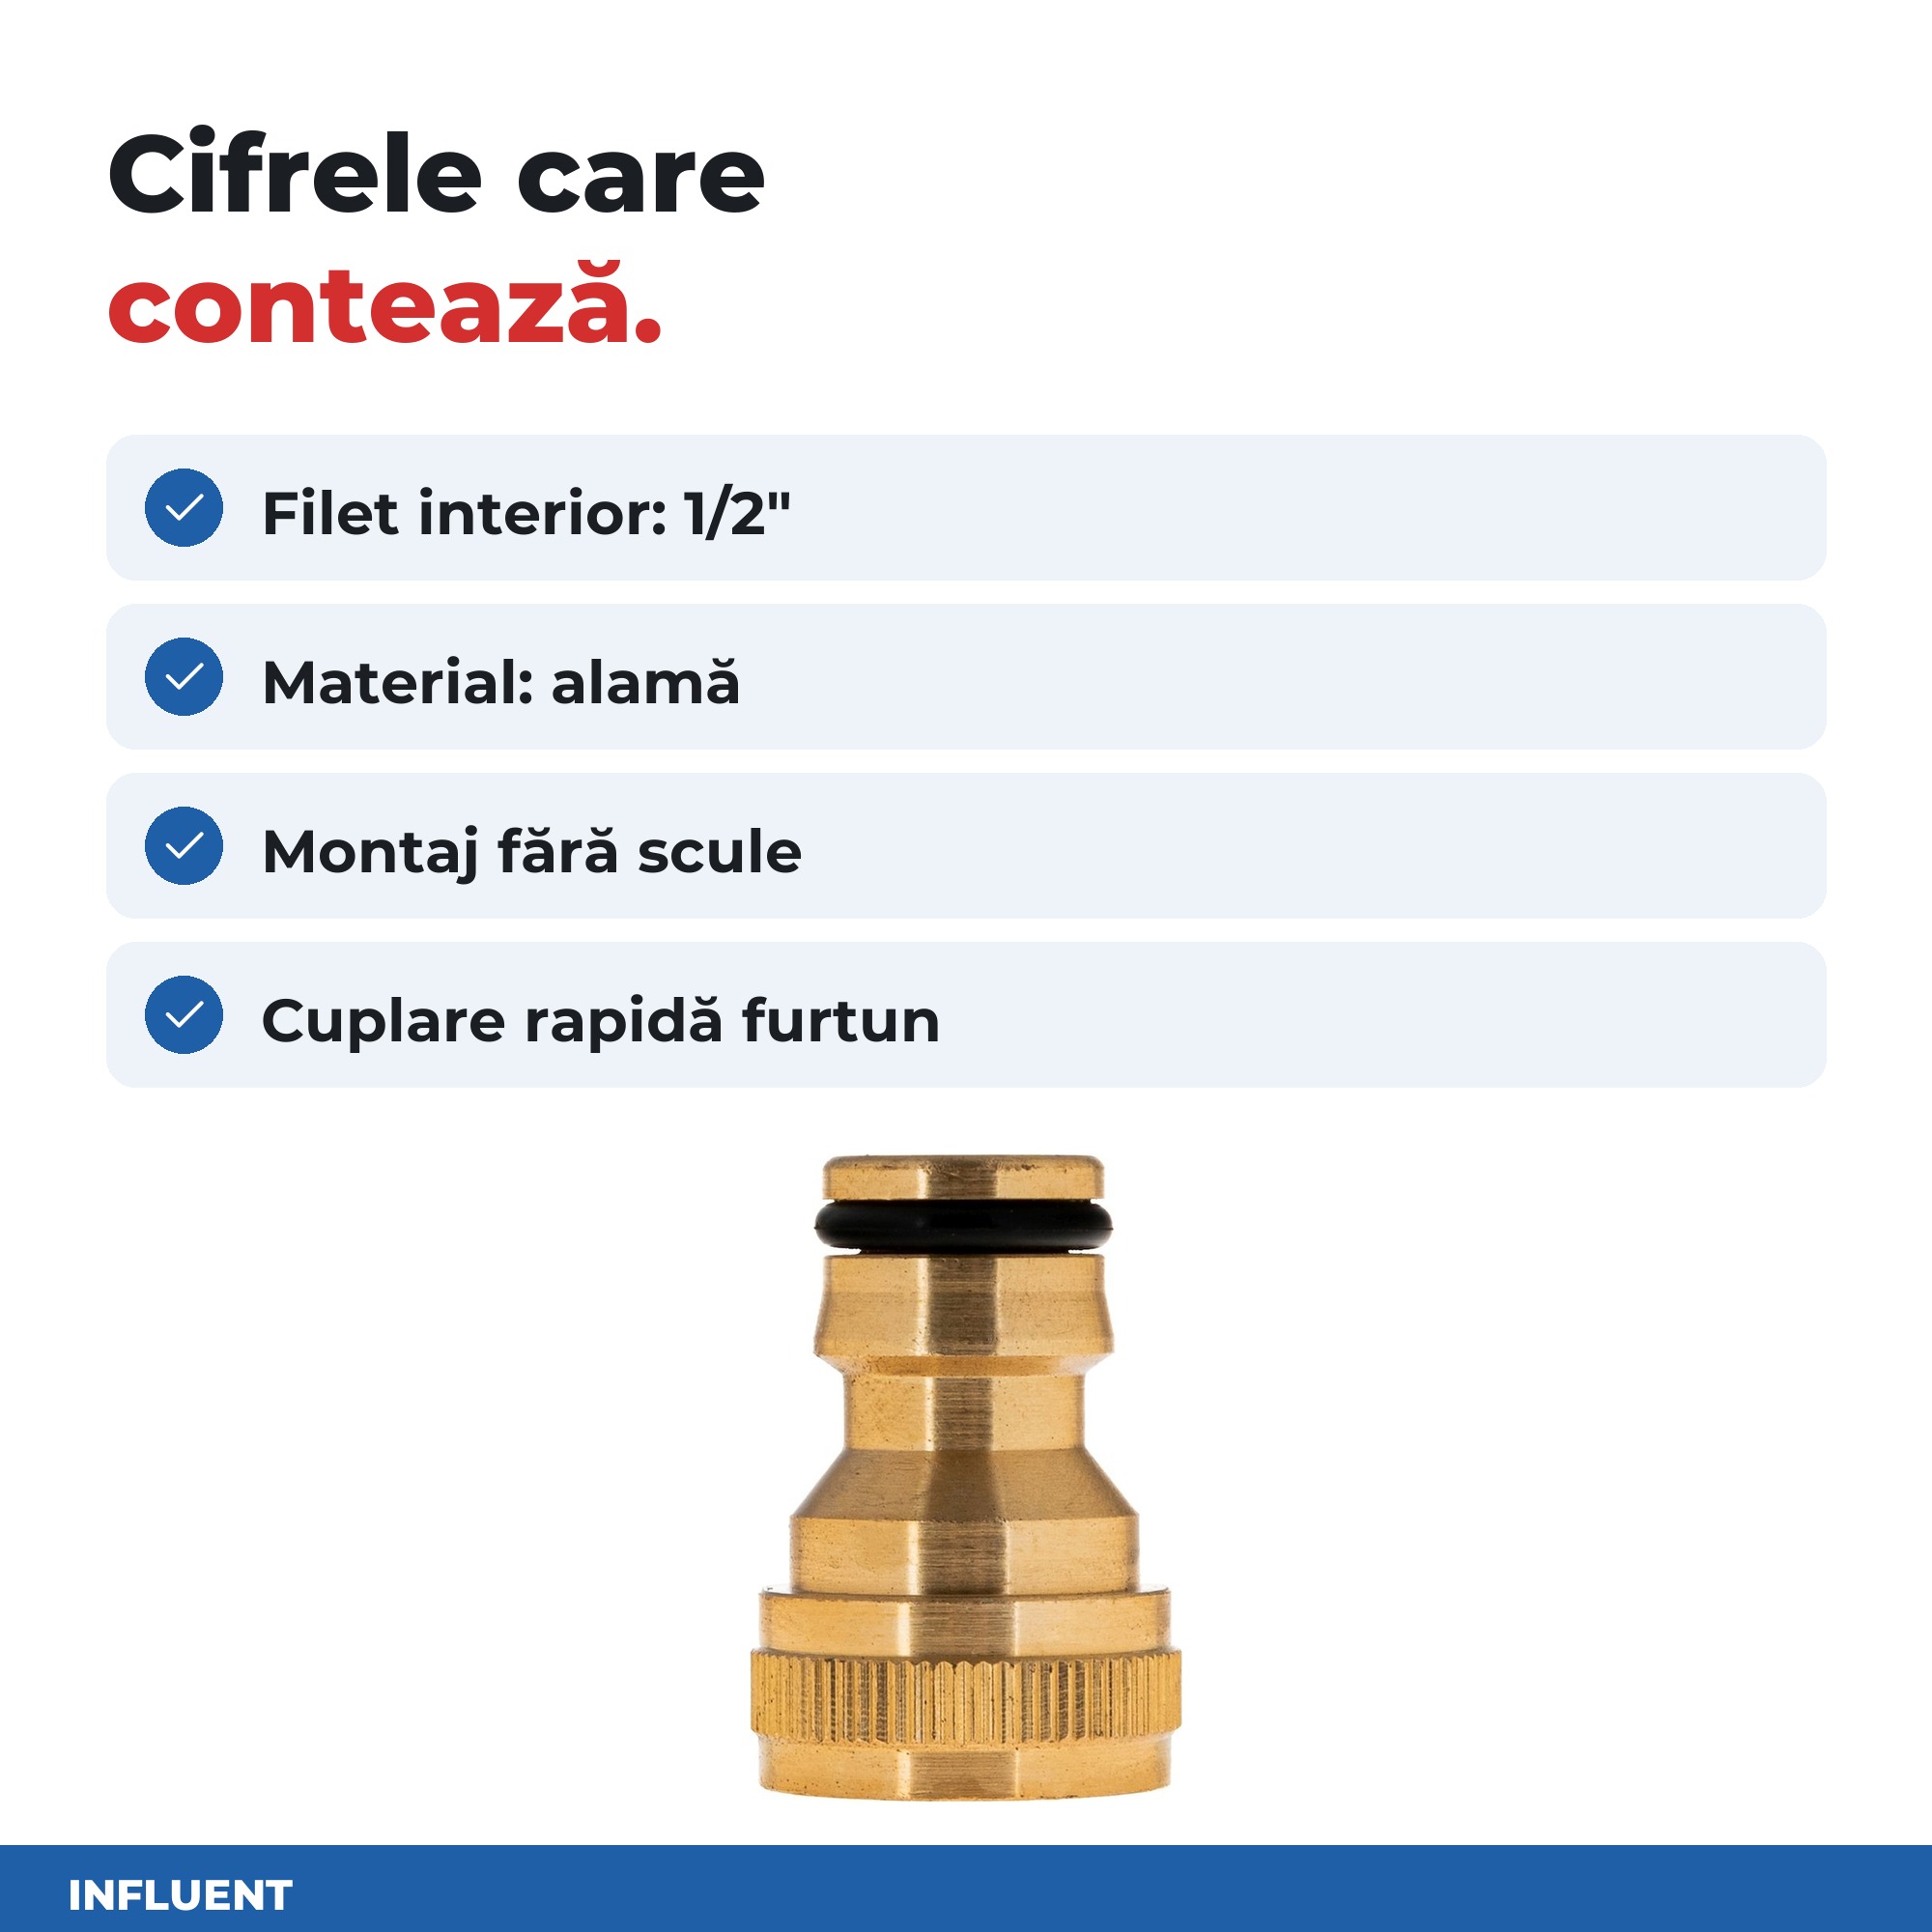 Cifrele care
contează.
Filet interior: 1/2"
Material: alamă
Montaj fără scule
Cuplare rapidă furtun
INFLUENT